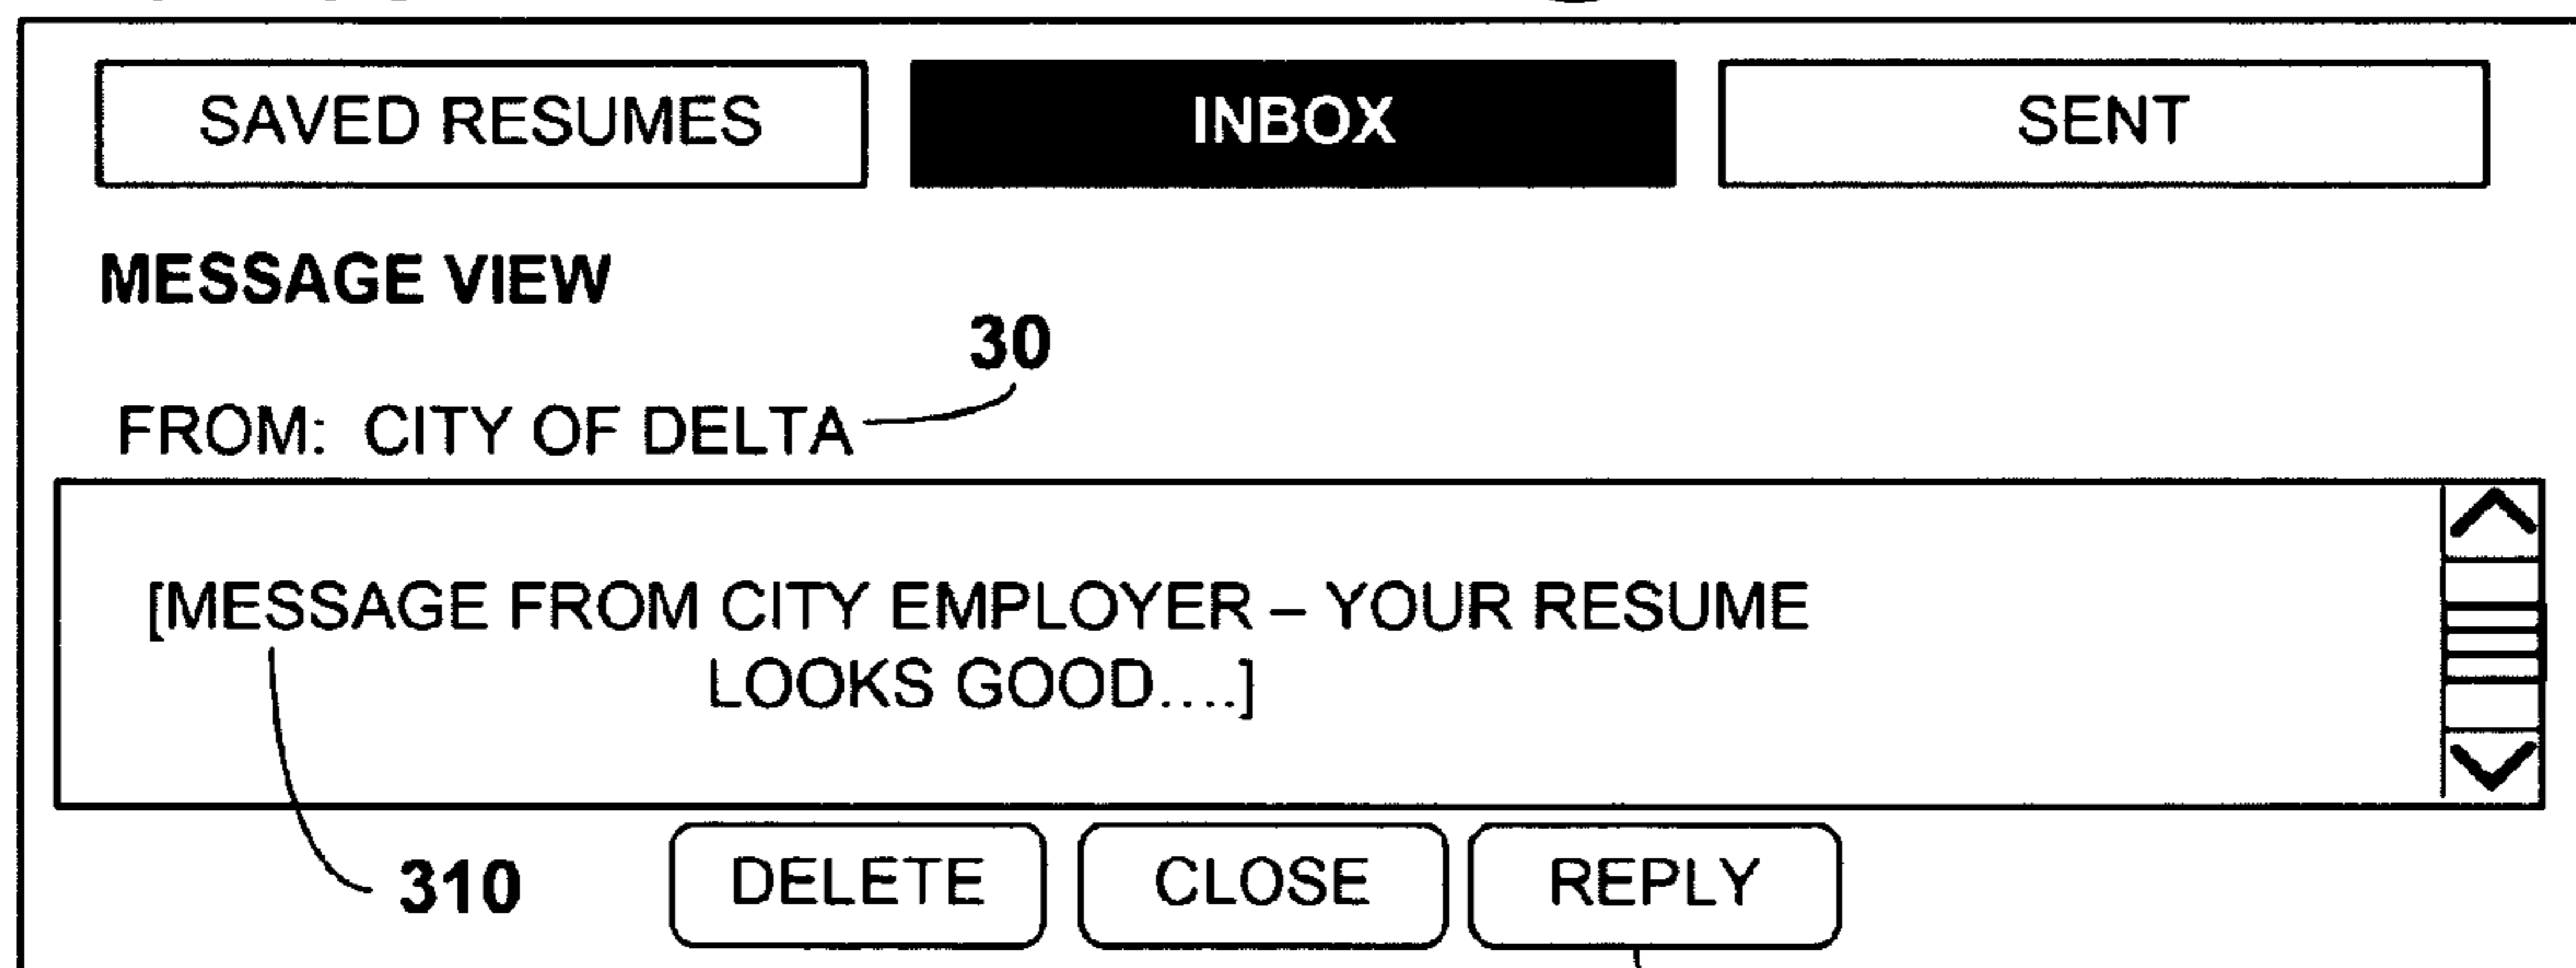 SAVED RESUMES INBOX SENT
MESSAGE VIEW
30
FROM: CITY OF DELTA
[MESSAGE FROM CITY EMPLOYER – YOUR RESUME
LOOKS GOOD....]
310 DELETE CLOSE REPLY